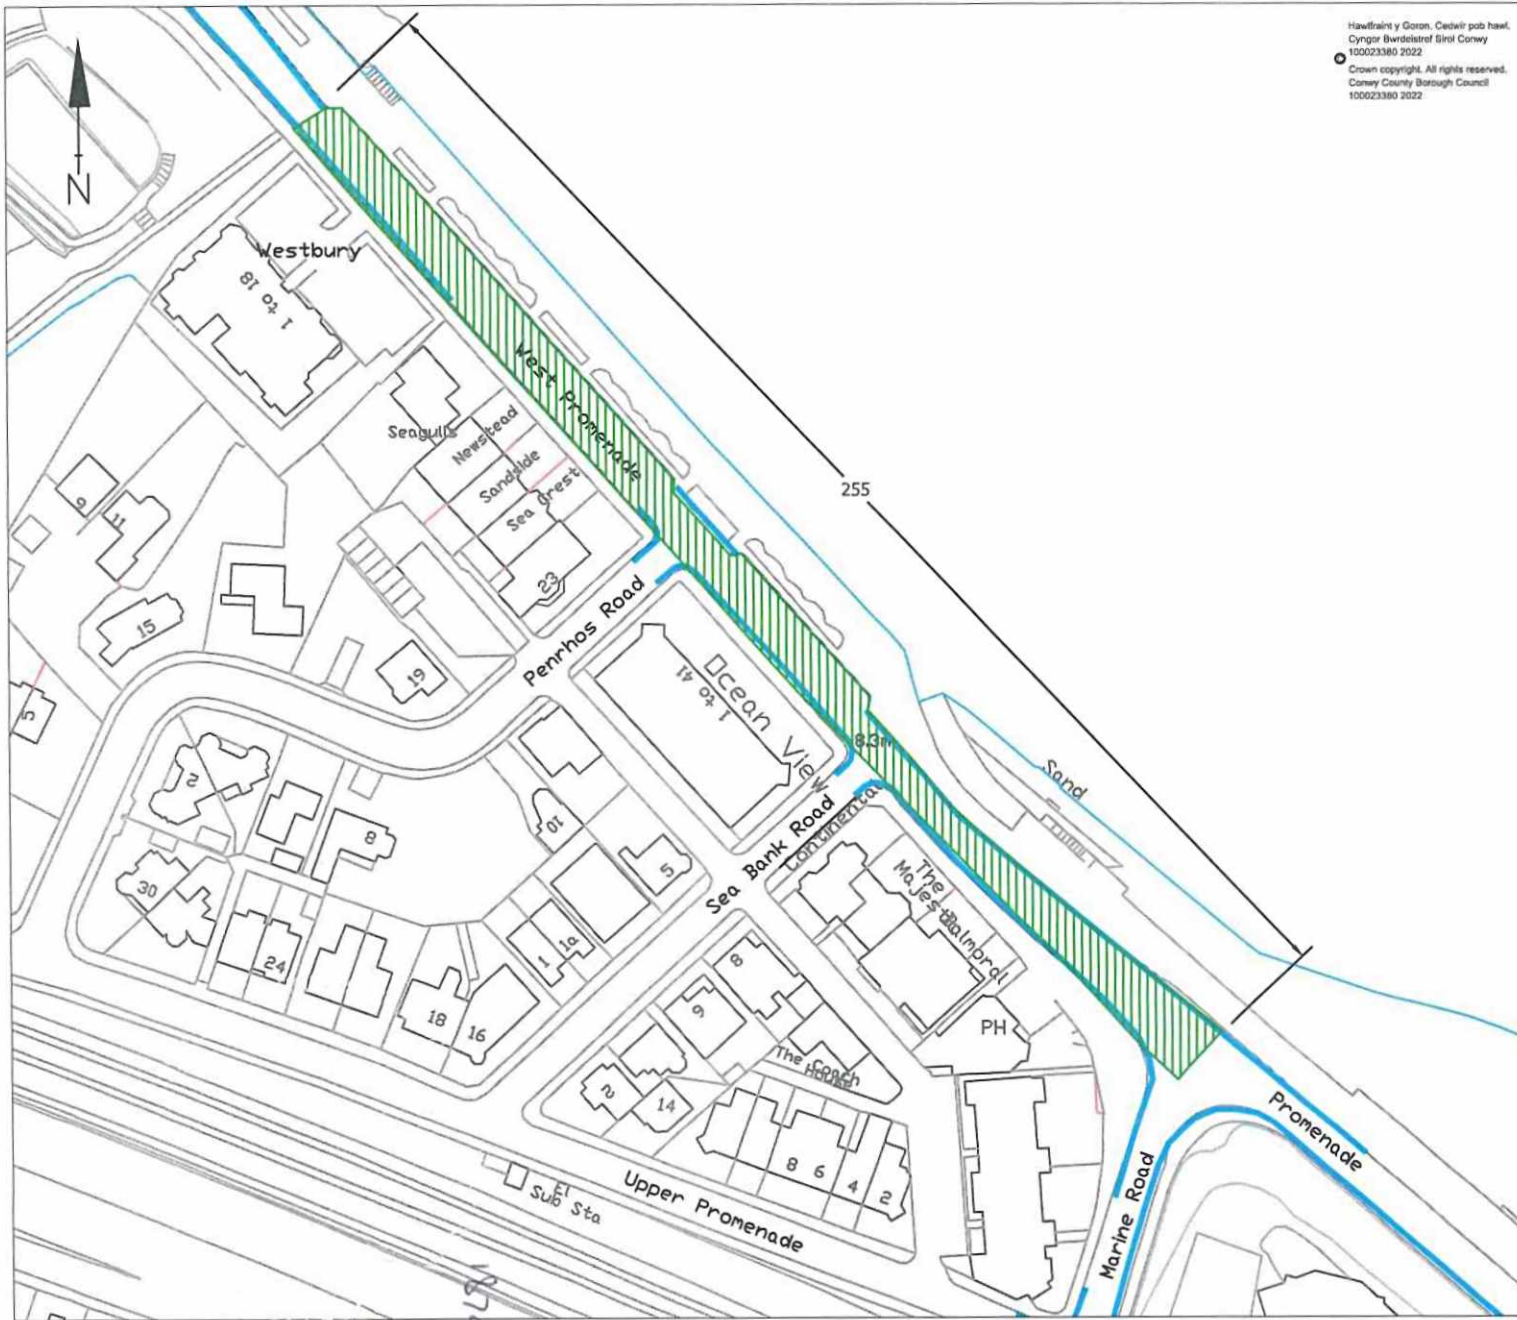 Hawlfraint y Goron. Cedwir pob hawl.
Cyngor Bwrdeistref Sirol Conwy
100023380 2022
©
Crown copyright. All rights reserved.
Conwy County Borough Council
100023380 2022
N
Westbury
1 to 18
West Promenade
Seagulls
Newstead
Sandside
Sea Crest
255
9
11
23
15
Penrhos Road
19
5
1 to 41
Ocean View
8.3m
Sand
2
8
10
5
Sea Bank Road
Continental
The
Majestic
Balmoral
30
24
1
1a
18
16
8
6
PH
The Coach
House
2
14
8 6 4 2
Promenade
El
Sub Sta
Upper Promenade
Marine Road